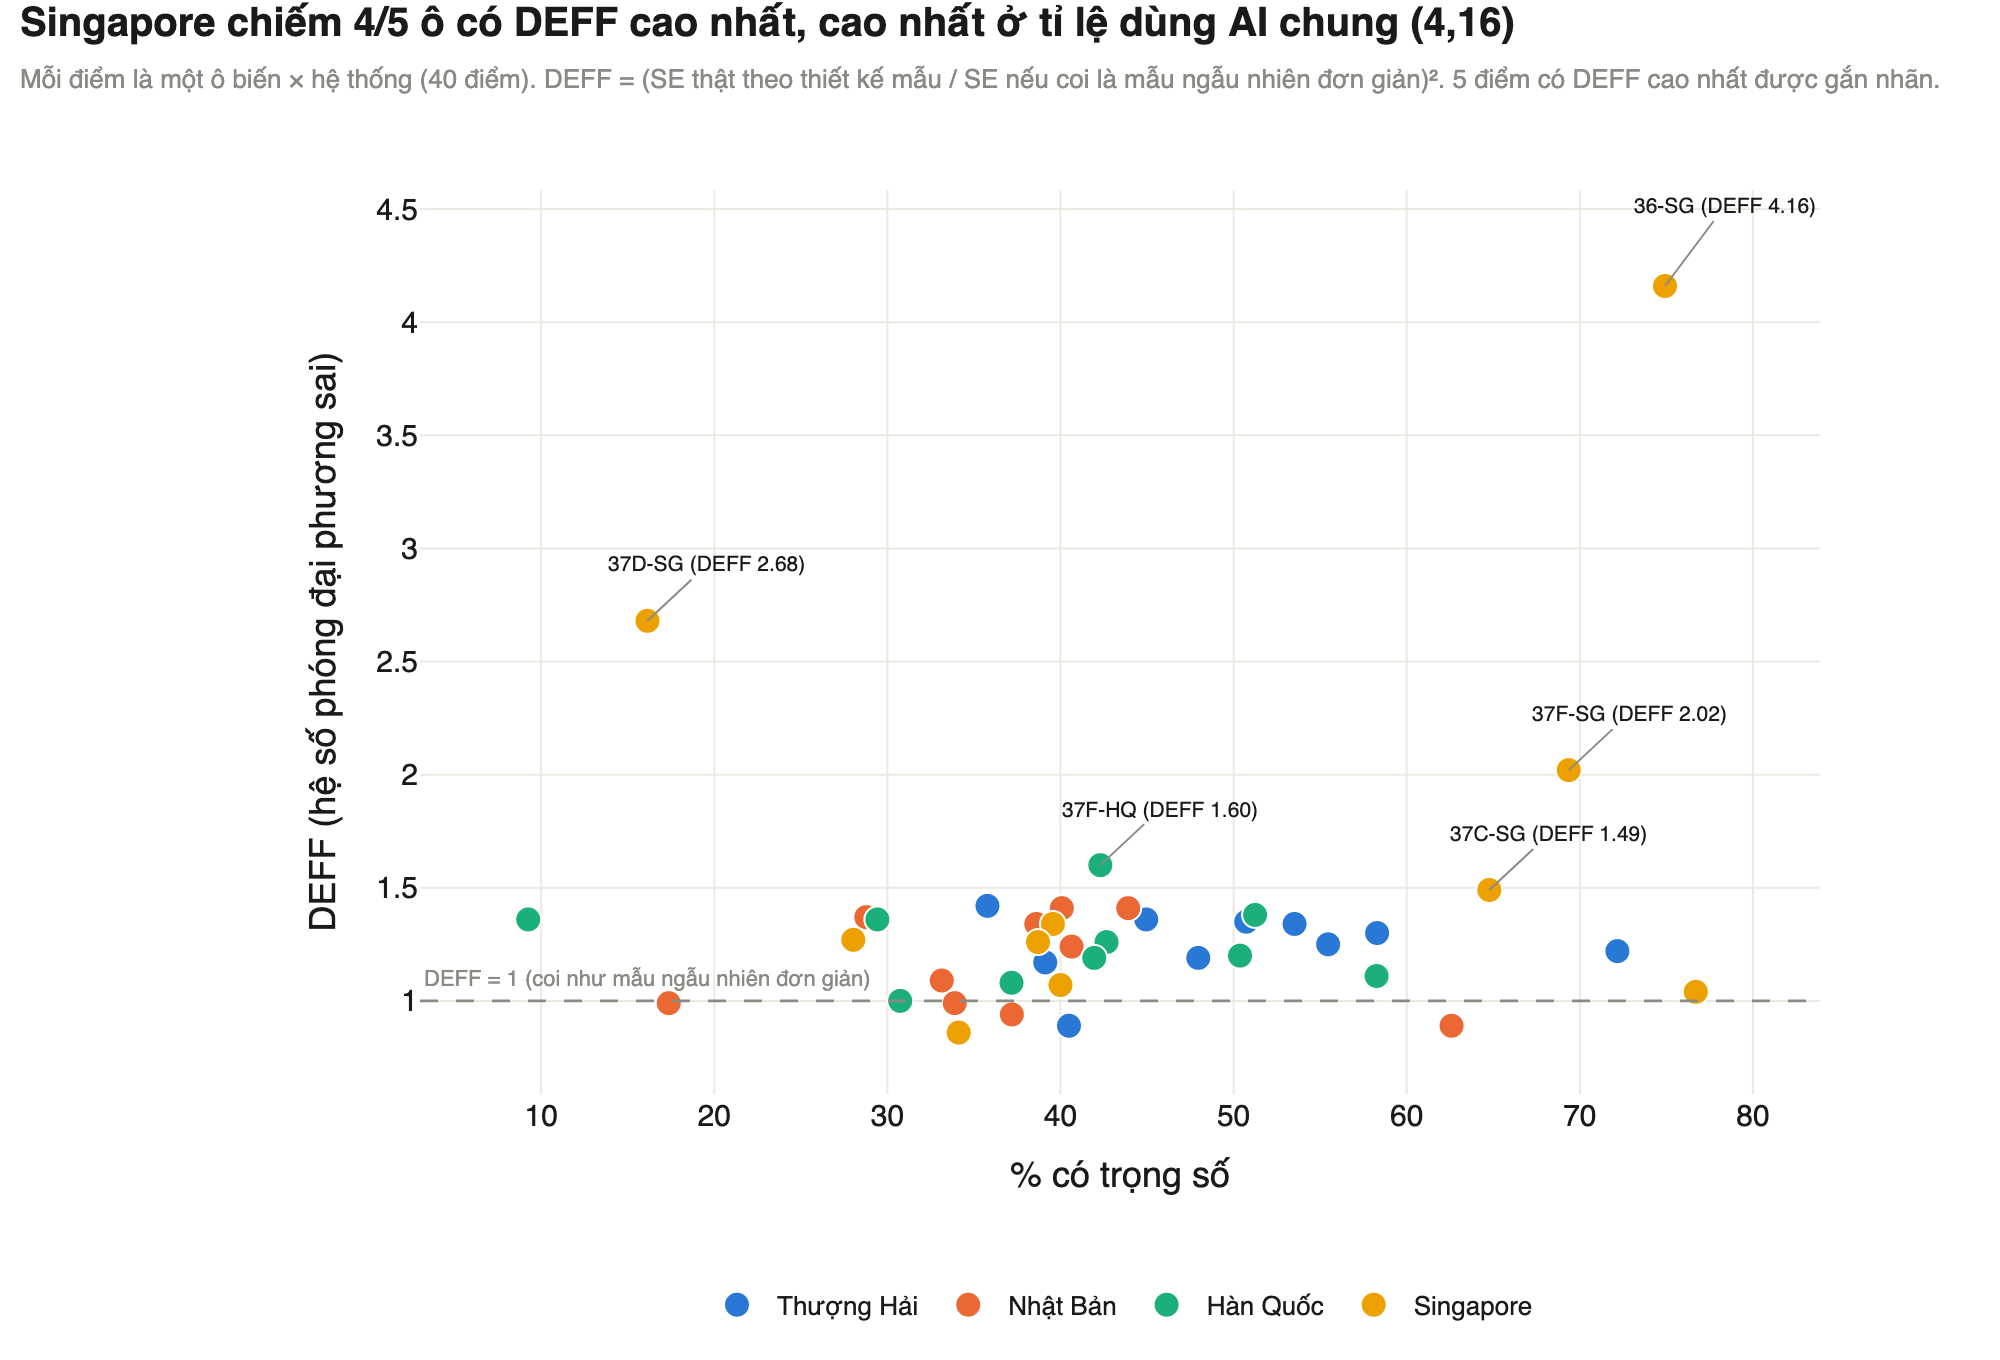 Singapore chiếm 4/5 ô có DEFF cao nhất, cao nhất ở tỉ lệ dùng AI chung (4,16)
Mỗi điểm là một ô biến × hệ thống (40 điểm). DEFF = (SE thật theo thiết kế mẫu / SE nếu coi là mẫu ngẫu nhiên đơn giản)². 5 điểm có DEFF cao nhất được gắn nhãn.
DEFF (hệ số phóng đại phương sai)
4.5
4
3.5
3
2.5
2
1.5
1
36-SG (DEFF 4.16)
37D-SG (DEFF 2.68)
37F-SG (DEFF 2.02)
37F-HQ (DEFF 1.60)
37C-SG (DEFF 1.49)
DEFF = 1 (coi như mẫu ngẫu nhiên đơn giản)
10 20 30 40 50 60 70 80
% có trọng số
Thượng Hải Nhật Bản Hàn Quốc Singapore